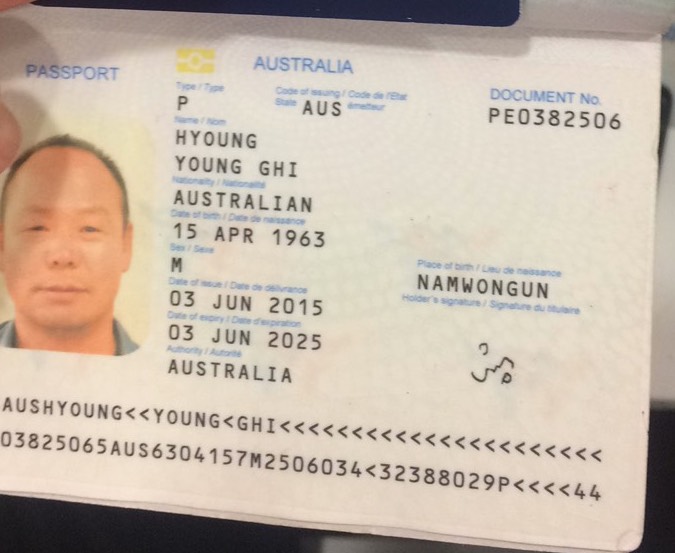 PASSPORT
AUSTRALIA
Type / Type
P
Code of issuing / Code de l'Etat
State AUS émetteur
DOCUMENT No.
PE0382506
Name / Nom
HYOUNG
YOUNG GHI
Nationality / Nationalité
AUSTRALIAN
Date of birth / Date de naissance
15 APR 1963
Sex / Sexe
M
Place of birth / Lieu de naissance
NAMWONGUN
Date of issue / Date de délivrance
03 JUN 2015
Holder's signature / Signature du titulaire
Date of expiry / Date d'expiration
03 JUN 2025
Authority / Autorité
AUSTRALIA
AUSHYOUNG<<YOUNG<GHI<<<<<<<<<<<<<<<<<<<<<<<<
03825065AUS6304157M2506034<32388029P<<<<44